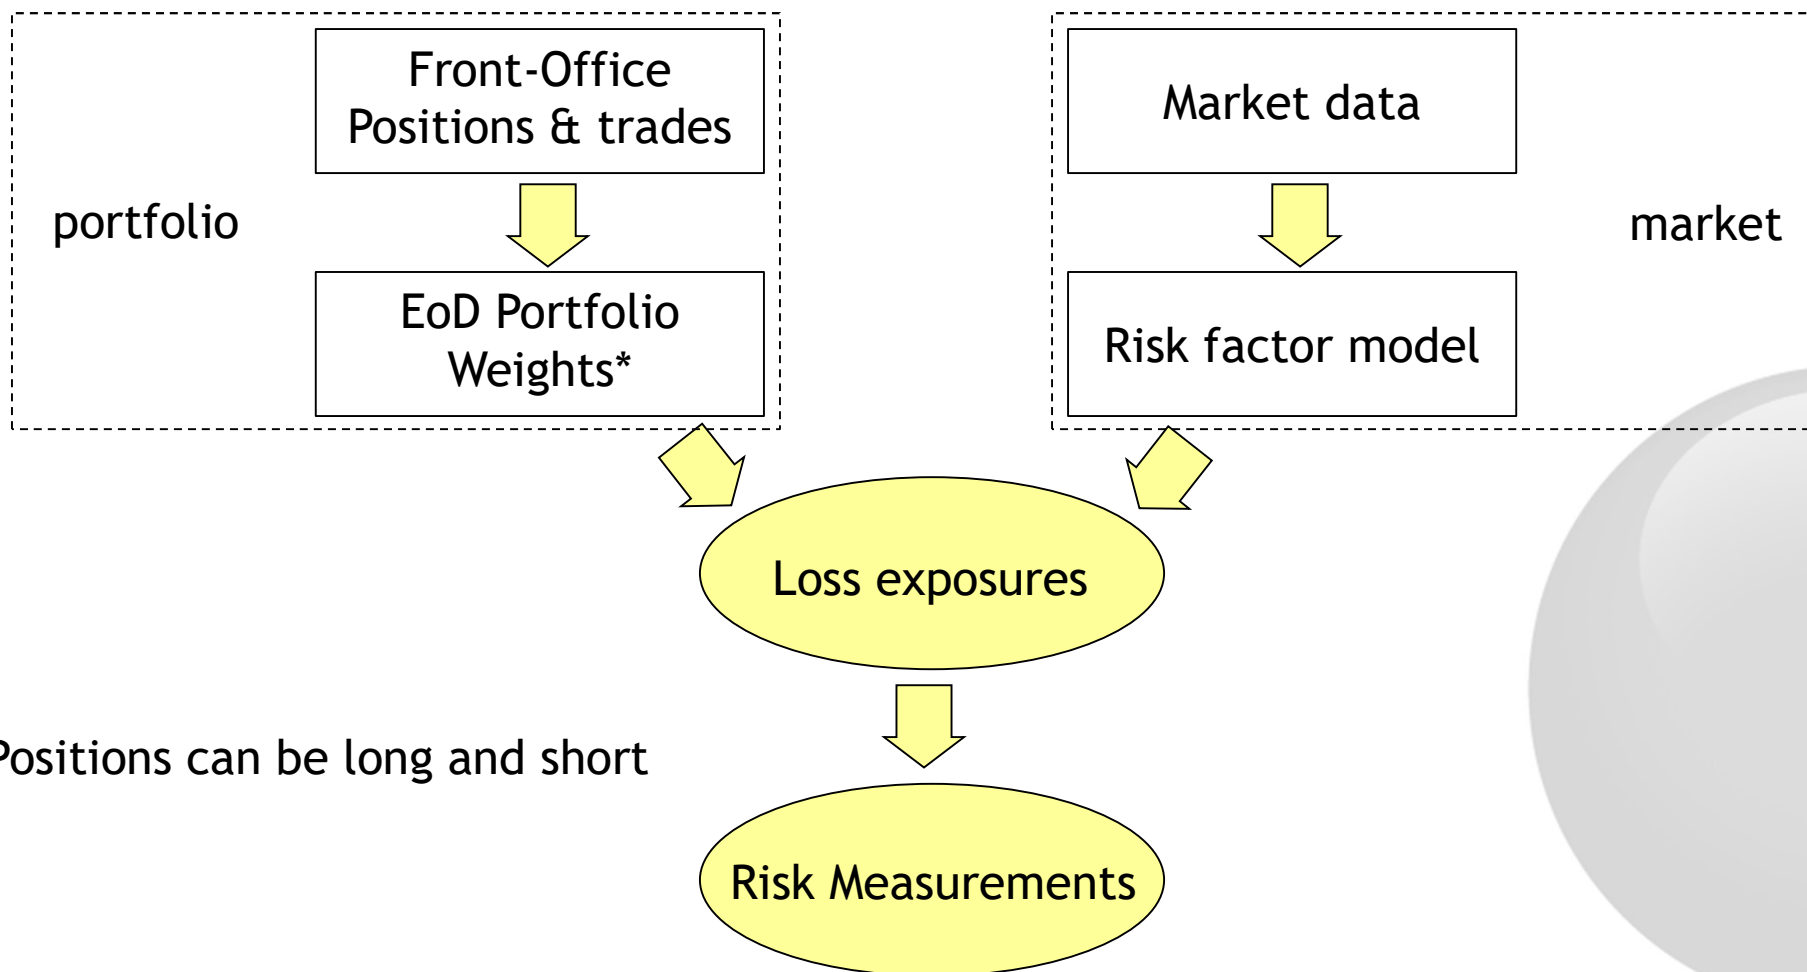 Front-Office
Positions & trades
Market data
portfolio
market
EoD Portfolio
Weights*
Risk factor model
Loss exposures
Positions can be long and short
Risk Measurements